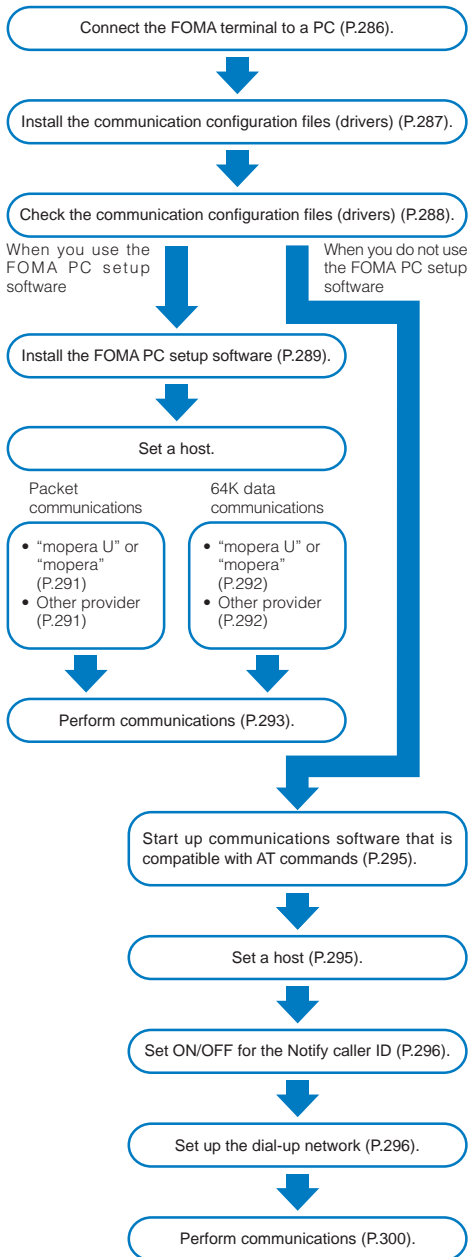 Connect the FOMA terminal to a PC (P.286).
Install the communication configuration files (drivers) (P.287).
Check the communication configuration files (drivers) (P.288).
When you use the
FOMA PC setup
software
When you do not use
the FOMA PC setup
software
Install the FOMA PC setup software (P.289).
Set a host.
Packet
communications
64K data
communications
• “mopera U” or
“mopera”
(P.291)
• Other provider
(P.291)
• “mopera U” or
“mopera”
(P.292)
• Other provider
(P.292)
Perform communications (P.293).
Start up communications software that is
compatible with AT commands (P.295).
Set a host (P.295).
Set ON/OFF for the Notify caller ID (P.296).
Set up the dial-up network (P.296).
Perform communications (P.300).